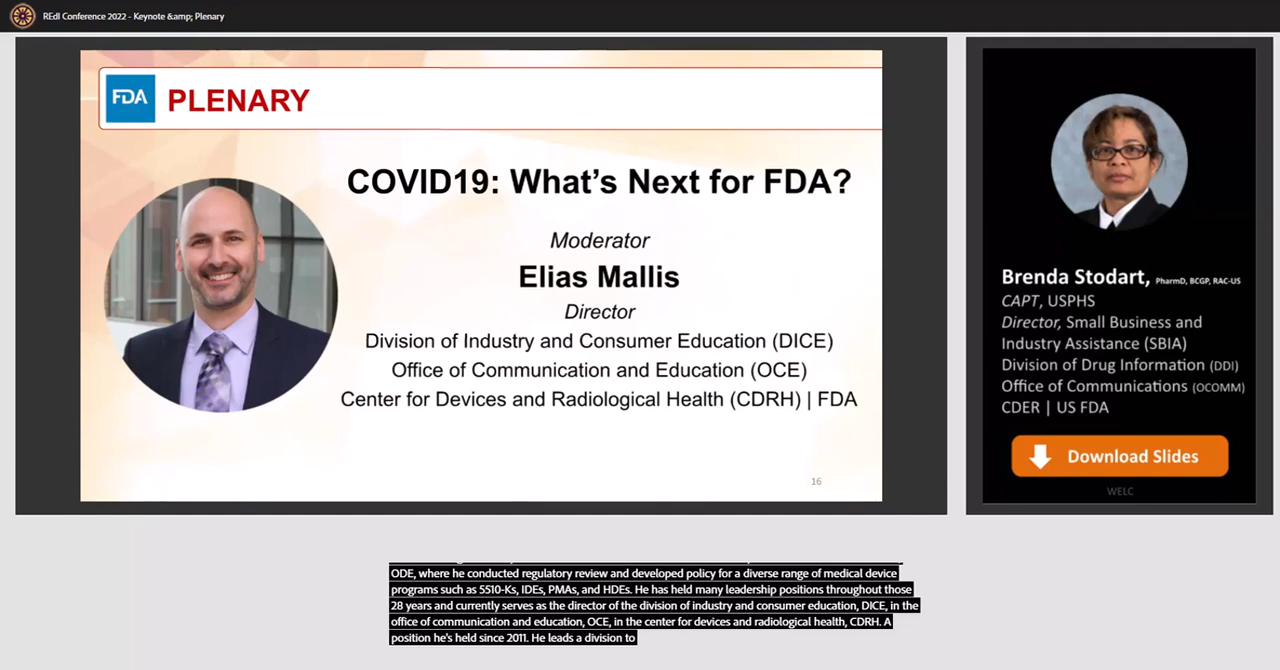 REdI Conference 2022 - Keynote &amp; Plenary
FDA PLENARY
COVID19: What's Next for FDA?
Moderator
Elias Mallis
Director
Division of Industry and Consumer Education (DICE)
Office of Communication and Education (OCE)
Center for Devices and Radiological Health (CDRH) | FDA
16
Brenda Stodart, PharmD, BCGP, RAC-US
CAPT, USPHS
Director, Small Business and
Industry Assistance (SBIA)
Division of Drug Information (DDI)
Office of Communications (OCOMM)
CDER | US FDA
Download Slides
WELC
ODE, where he conducted regulatory review and developed policy for a diverse range of medical device
programs such as 5510-Ks, IDEs, PMAs, and HDEs. He has held many leadership positions throughout those
28 years and currently serves as the director of the division of industry and consumer education, DICE, in the
office of communication and education, OCE, in the center for devices and radiological health, CDRH. A
position he's held since 2011. He leads a division to